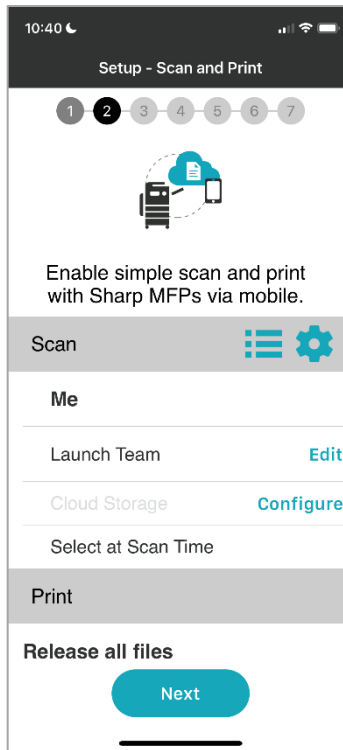 10:40
Setup - Scan and Print
1 2 3 4 5 6 7
Enable simple scan and print
with Sharp MFPs via mobile.
Scan
Me
Launch Team Edit
Cloud Storage Configure
Select at Scan Time
Print
Release all files
Next